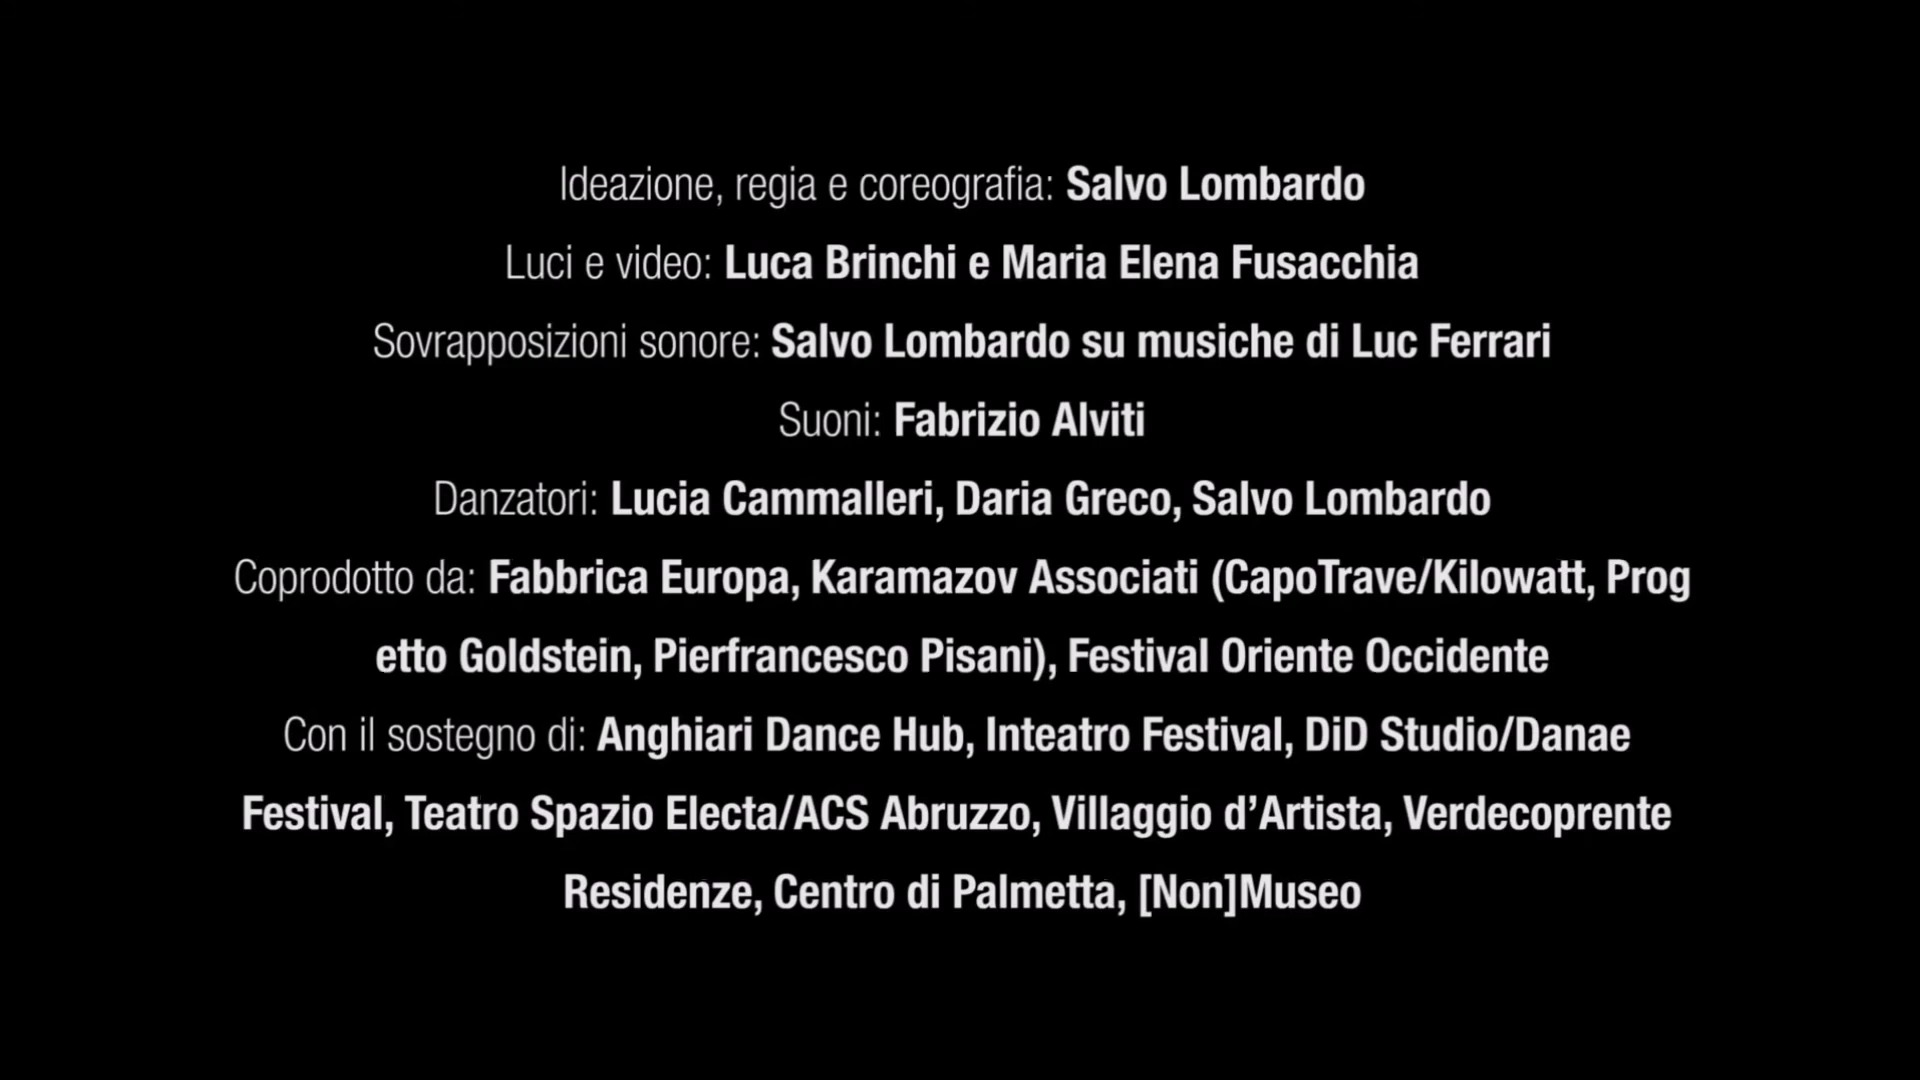 Ideazione, regia e coreografia: Salvo Lombardo
Luci e video: Luca Brinchi e Maria Elena Fusacchia
Sovrapposizioni sonore: Salvo Lombardo su musiche di Luc Ferrari
Suoni: Fabrizio Alviti
Danzatori: Lucia Cammalleri, Daria Greco, Salvo Lombardo
Coprodotto da: Fabbrica Europa, Karamazov Associati (CapoTrave/Kilowatt, Prog
etto Goldstein, Pierfrancesco Pisani), Festival Oriente Occidente
Con il sostegno di: Anghiari Dance Hub, Inteatro Festival, DiD Studio/Danae
Festival, Teatro Spazio Electa/ACS Abruzzo, Villaggio d’Artista, Verdecoprente
Residenze, Centro di Palmetta, [Non]Museo